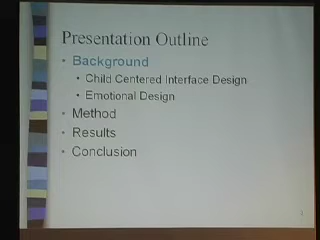 Presentation Outline
• Background
• Child Centered Interface Design
• Emotional Design
• Method
• Results
• Conclusion